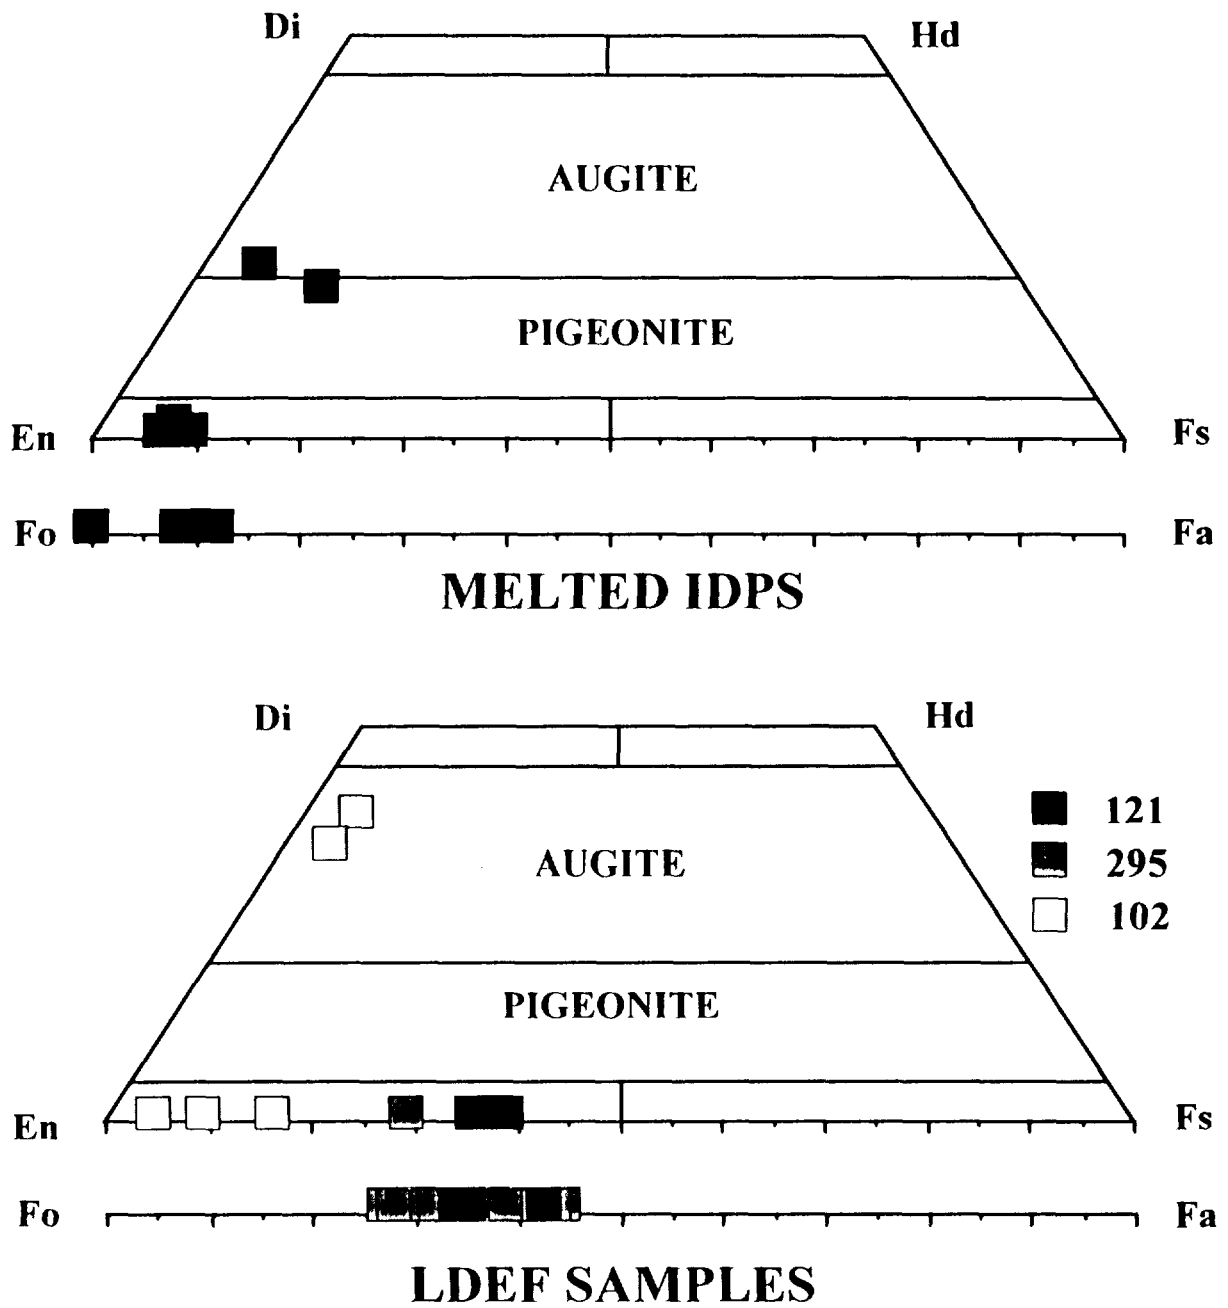 Di
Hd
AUGITE
PIGEONITE
En
Fs
Fo
Fa
MELTED IDPS
Di
Hd
121
295
102
AUGITE
PIGEONITE
En
Fs
Fo
Fa
LDEF SAMPLES